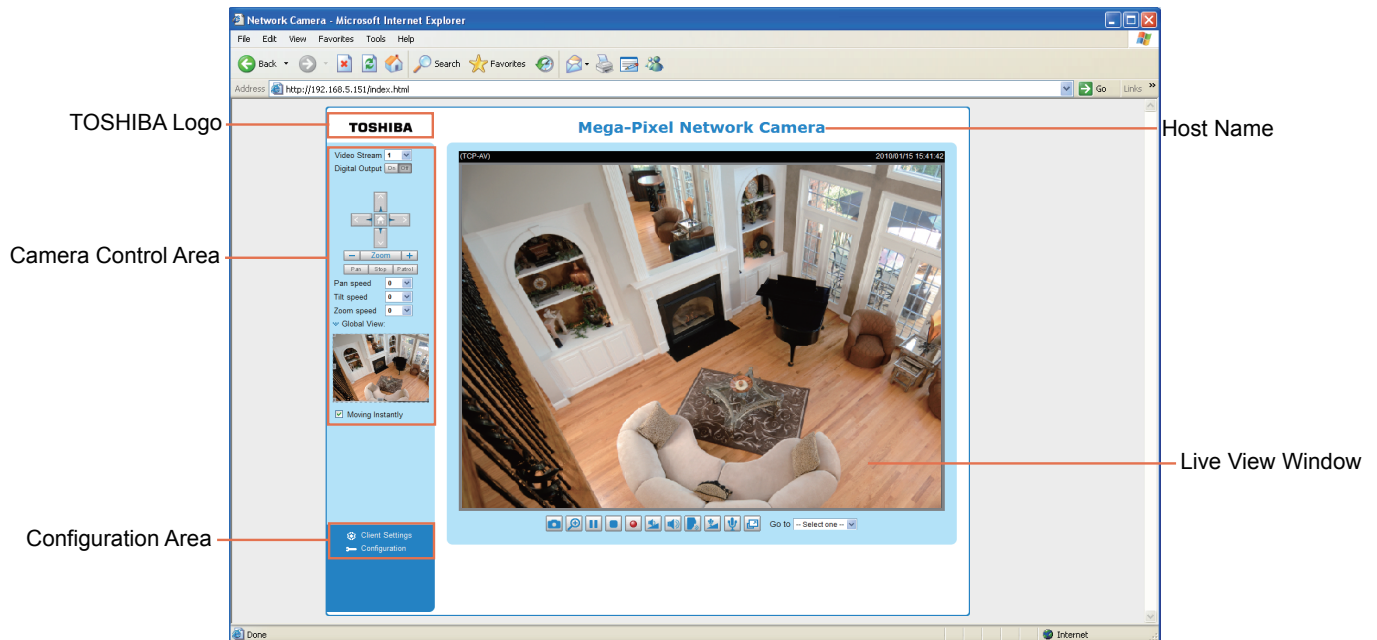 Network Camera - Microsoft Internet Explorer
File Edit View Favorites Tools Help
Back Search Favorites
Address http://192.168.5.151/index.html Go Links »
TOSHIBA Logo
TOSHIBA
Mega-Pixel Network Camera
Host Name
Video Stream 1
Digital Output On Off
(TCP-AV) 2010/01/15 15:41:42
Camera Control Area
− Zoom +
Pan Stop Patrol
Pan speed 0
Tilt speed 0
Zoom speed 0
Global View:
Moving Instantly
Live View Window
Go to -- Select one --
Configuration Area
Client Settings
Configuration
Done Internet